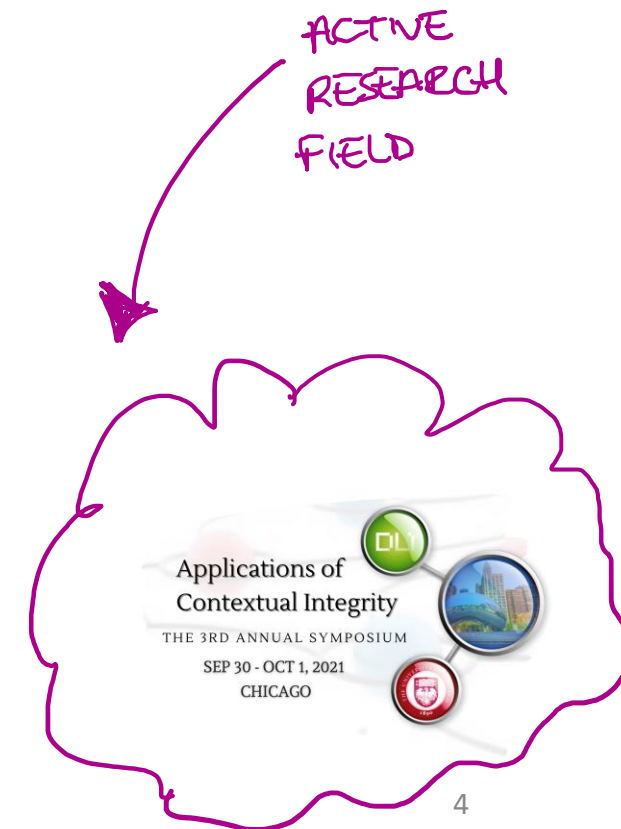 ACTIVE
RESEARCH
FIELD
DLI
Applications of
Contextual Integrity
THE 3RD ANNUAL SYMPOSIUM
SEP 30 - OCT 1, 2021
CHICAGO
4